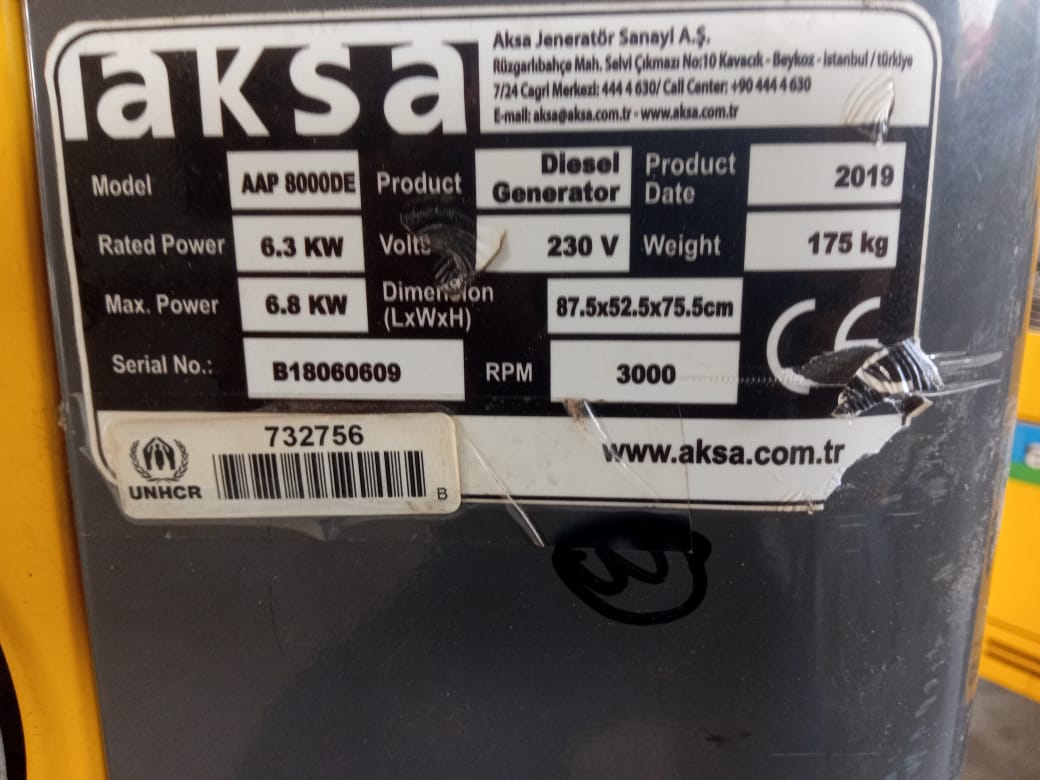 aksa
Aksa Jeneratör Sanayi A.Ş.
Rüzgarlıbahçe Mah. Selvi Çıkmazı No:10 Kavacık - Beykoz - İstanbul / türkiye
7/24 Cagri Merkezi: 444 4 630/ Call Center: +90 444 4 630
E-mail: aksa@aksa.com.tr - www.aksa.com.tr
Model AAP 8000DE Product Diesel Generator Product Date 2019
Rated Power 6.3 KW Volts 230 V Weight 175 kg
Max. Power 6.8 KW Dimension (LxWxH) 87.5x52.5x75.5cm
CE
Serial No.: B18060609 RPM 3000
732756
UNHCR
B
www.aksa.com.tr